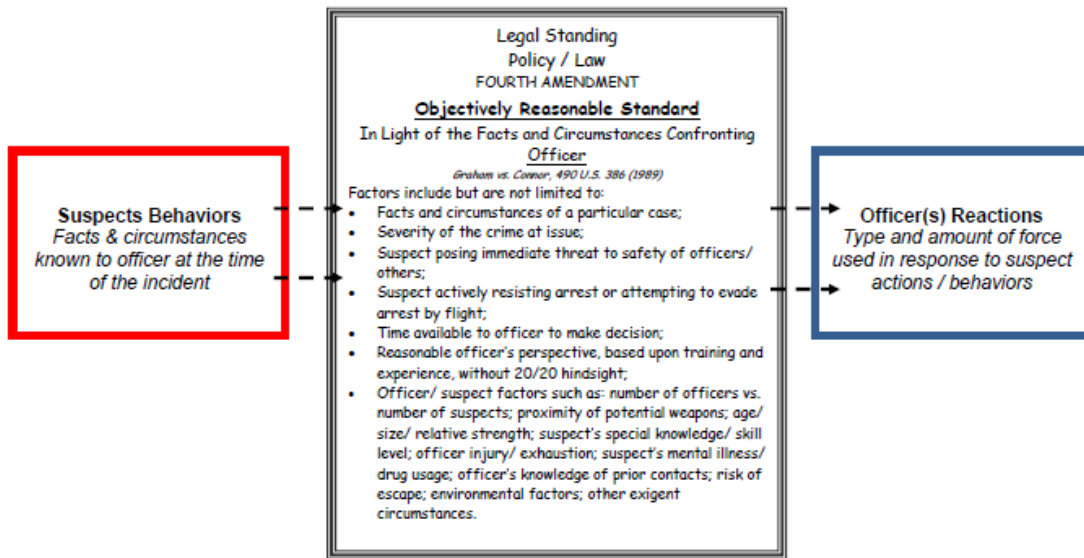 Legal Standing
Policy / Law
FOURTH AMENDMENT
Objectively Reasonable Standard
In Light of the Facts and Circumstances Confronting
Officer
Graham vs. Connor, 490 U.S. 386 (1989)
Factors include but are not limited to:
• Facts and circumstances of a particular case;
• Severity of the crime at issue;
• Suspect posing immediate threat to safety of officers/
others;
• Suspect actively resisting arrest or attempting to evade
arrest by flight;
• Time available to officer to make decision;
• Reasonable officer's perspective, based upon training and
experience, without 20/20 hindsight;
• Officer/ suspect factors such as: number of officers vs.
number of suspects; proximity of potential weapons; age/
size/ relative strength; suspect's special knowledge/ skill
level; officer injury/ exhaustion; suspect's mental illness/
drug usage; officer's knowledge of prior contacts; risk of
escape; environmental factors; other exigent
circumstances.
Suspects Behaviors
Facts & circumstances
known to officer at the time
of the incident
Officer(s) Reactions
Type and amount of force
used in response to suspect
actions / behaviors